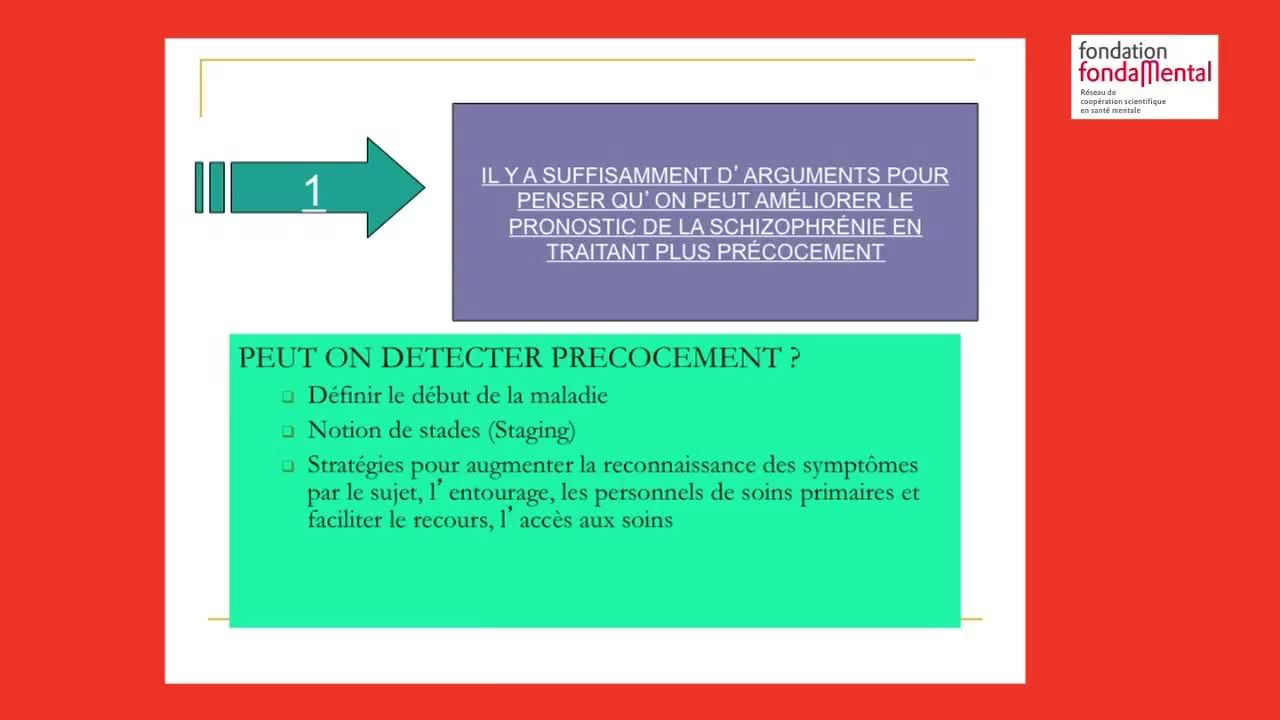 fondation
fondaMental
Réseau de
coopération scientifique
en santé mentale
1
IL Y A SUFFISAMMENT D’ ARGUMENTS POUR
PENSER QU’ ON PEUT AMÉLIORER LE
PRONOSTIC DE LA SCHIZOPHRÉNIE EN
TRAITANT PLUS PRÉCOCEMENT
PEUT ON DETECTER PRECOCEMENT ?
Définir le début de la maladie
Notion de stades (Staging)
Stratégies pour augmenter la reconnaissance des symptômes
par le sujet, l’ entourage, les personnels de soins primaires et
faciliter le recours, l’ accès aux soins